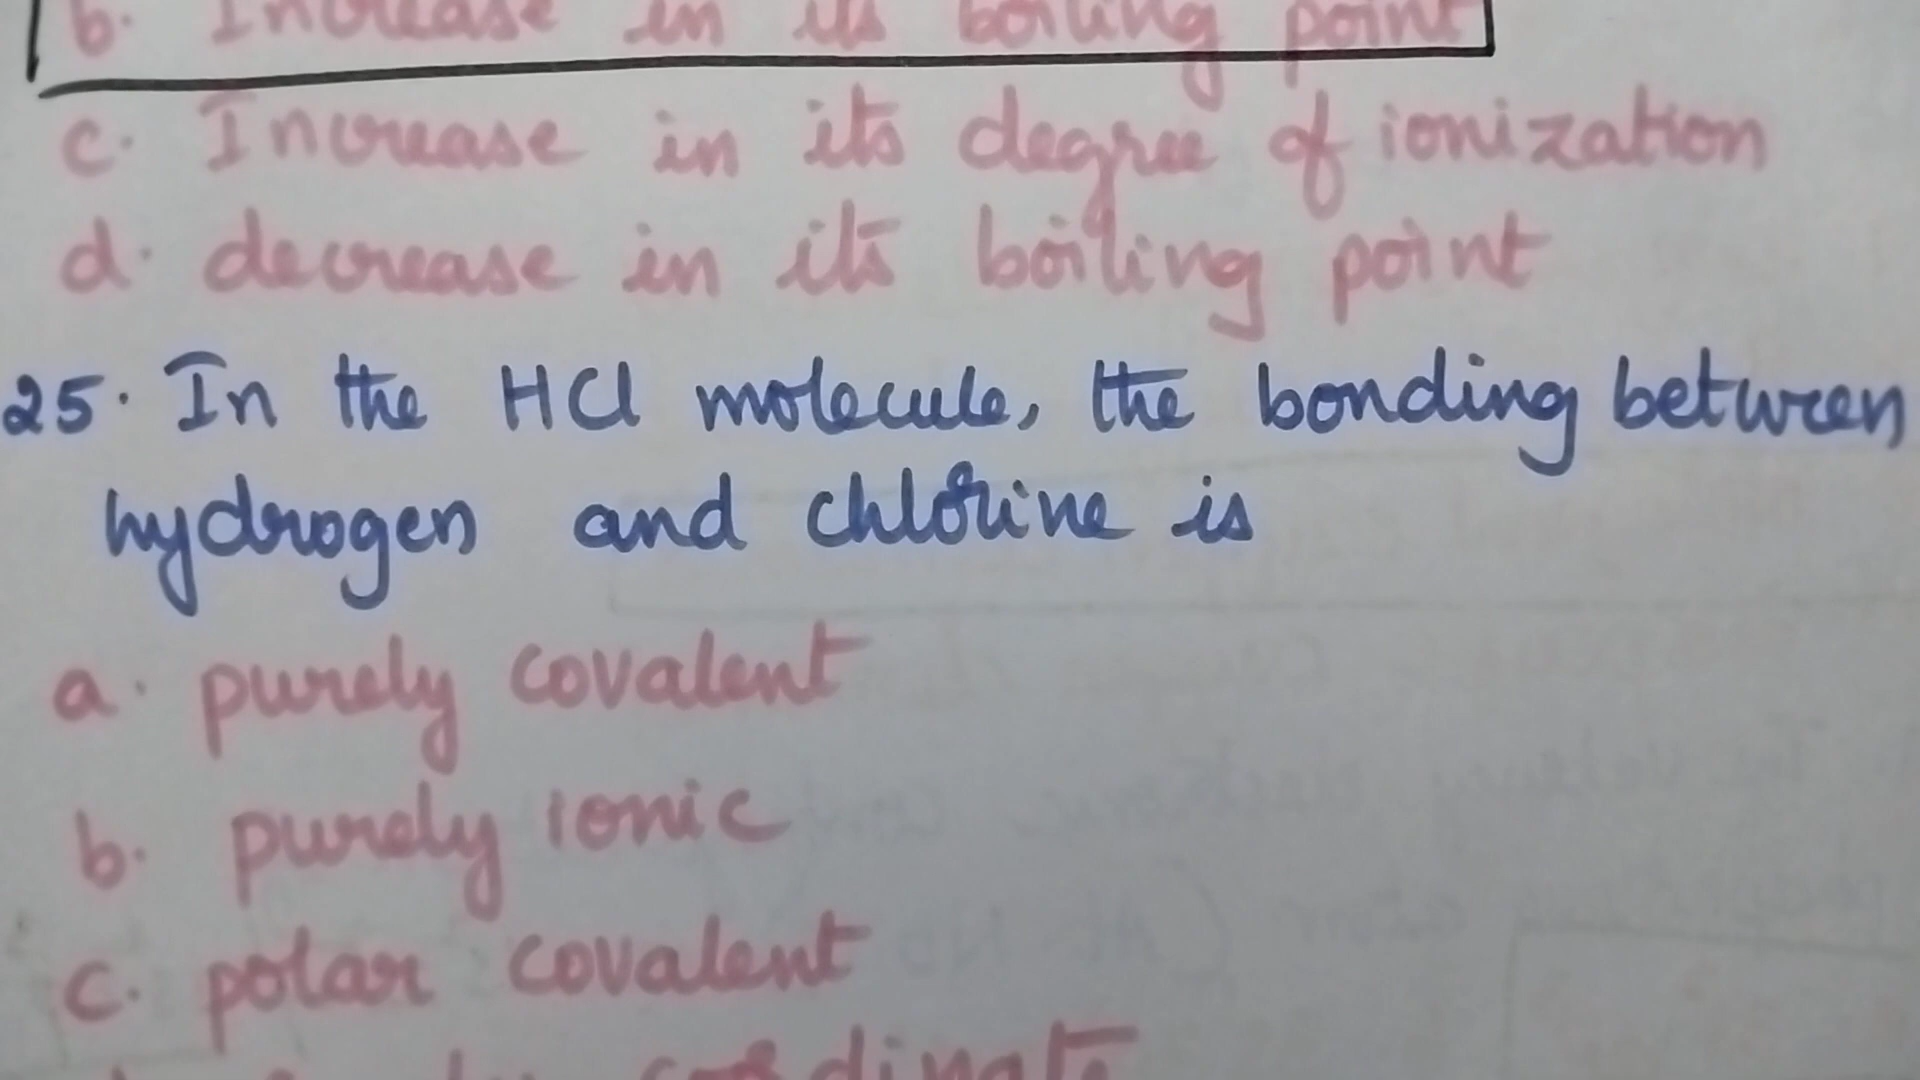 b. Increase in its boiling point
c. Increase in its degree of ionization
d. decrease in its boiling point
25. In the HCl molecule, the bonding between
hydrogen and chlorine is
a. purely covalent
b. purely ionic
c. polar covalent
coordinate